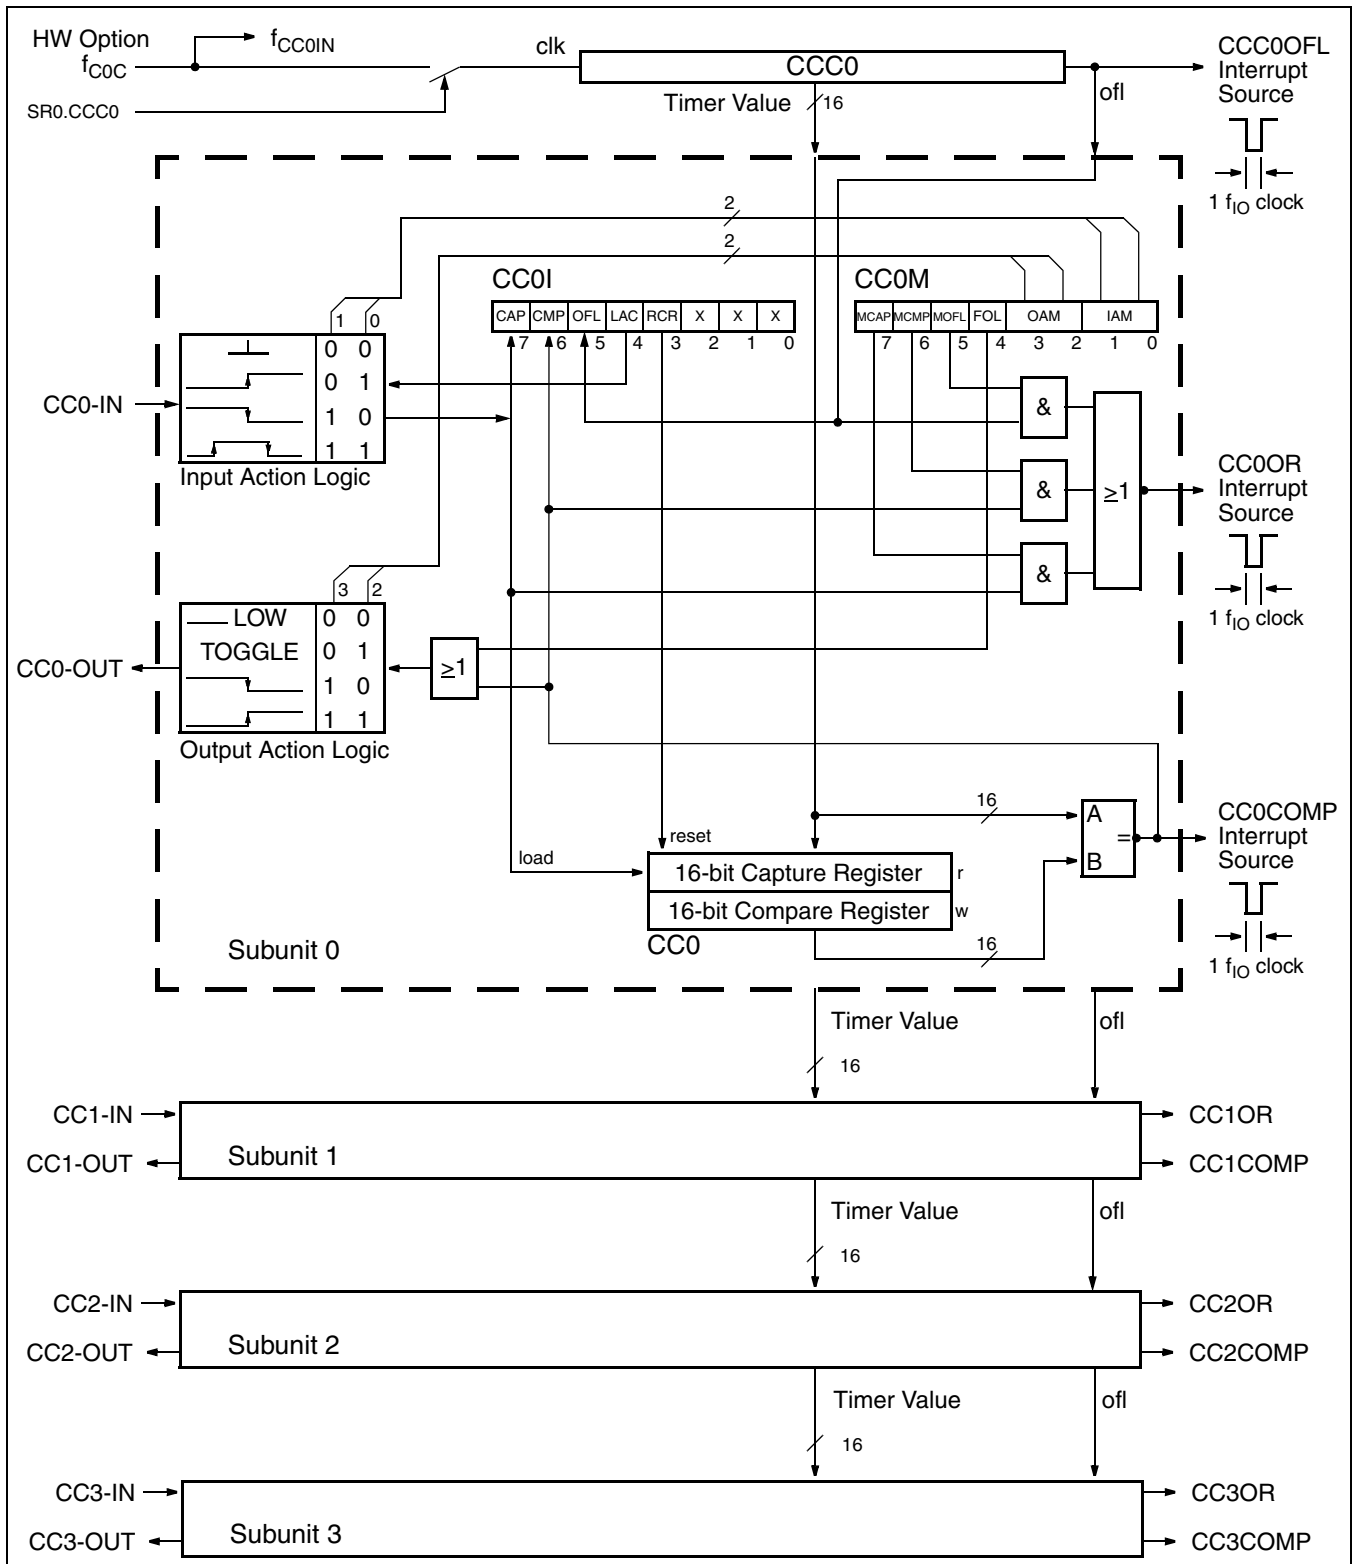 HW Option
fC0C
fCC0IN
clk
CCC0
SR0.CCC0
Timer Value
16
ofl
CCC0OFL
Interrupt
Source
1 fIO clock
2
2
CC0I
CAP CMP OFL LAC RCR X X X
7 6 5 4 3 2 1 0
CC0M
MCAP MCMP MOFL FOL OAM IAM
7 6 5 4 3 2 1 0
1 0
0 0
0 1
1 0
1 1
CC0-IN
Input Action Logic
&
&
&
≥1
CC0OR
Interrupt
Source
1 fIO clock
3 2
LOW 0 0
TOGGLE 0 1
1 0
1 1
CC0-OUT
Output Action Logic
≥1
16
A
=
B
CC0COMP
Interrupt
Source
1 fIO clock
reset
load
16-bit Capture Register r
16-bit Compare Register w
CC0
16
Subunit 0
Timer Value
16
ofl
CC1-IN
CC1-OUT
Subunit 1
CC1OR
CC1COMP
Timer Value
16
ofl
CC2-IN
CC2-OUT
Subunit 2
CC2OR
CC2COMP
Timer Value
16
ofl
CC3-IN
CC3-OUT
Subunit 3
CC3OR
CC3COMP